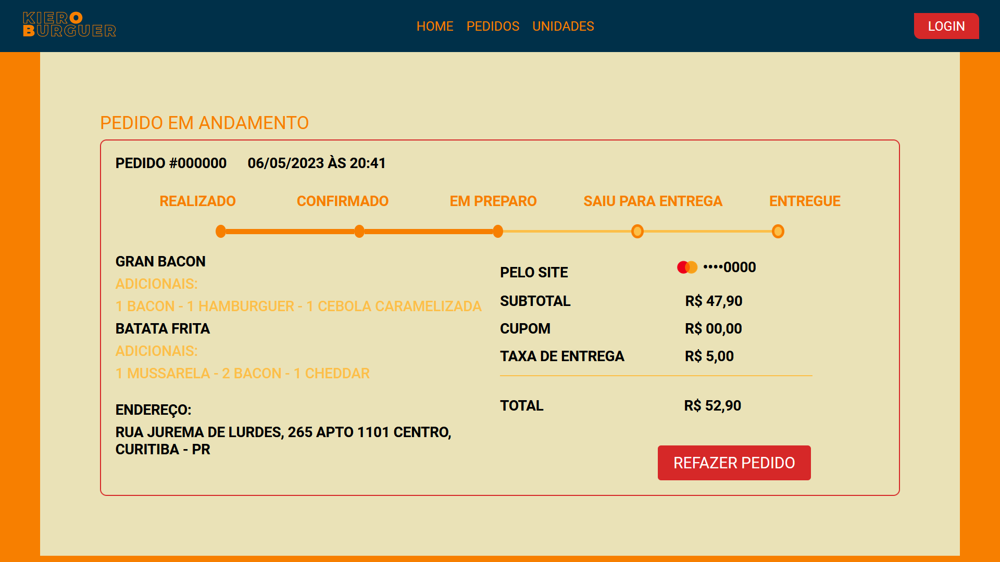 KIERO
BURGUER
HOME PEDIDOS UNIDADES
LOGIN
PEDIDO EM ANDAMENTO
PEDIDO #000000 06/05/2023 ÀS 20:41
REALIZADO CONFIRMADO EM PREPARO SAIU PARA ENTREGA ENTREGUE
GRAN BACON
ADICIONAIS:
1 BACON - 1 HAMBURGUER - 1 CEBOLA CARAMELIZADA
BATATA FRITA
ADICIONAIS:
1 MUSSARELA - 2 BACON - 1 CHEDDAR
ENDEREÇO:
RUA JUREMA DE LURDES, 265 APTO 1101 CENTRO,
CURITIBA - PR
PELO SITE ••••0000
SUBTOTAL R$ 47,90
CUPOM R$ 00,00
TAXA DE ENTREGA R$ 5,00
TOTAL R$ 52,90
REFAZER PEDIDO